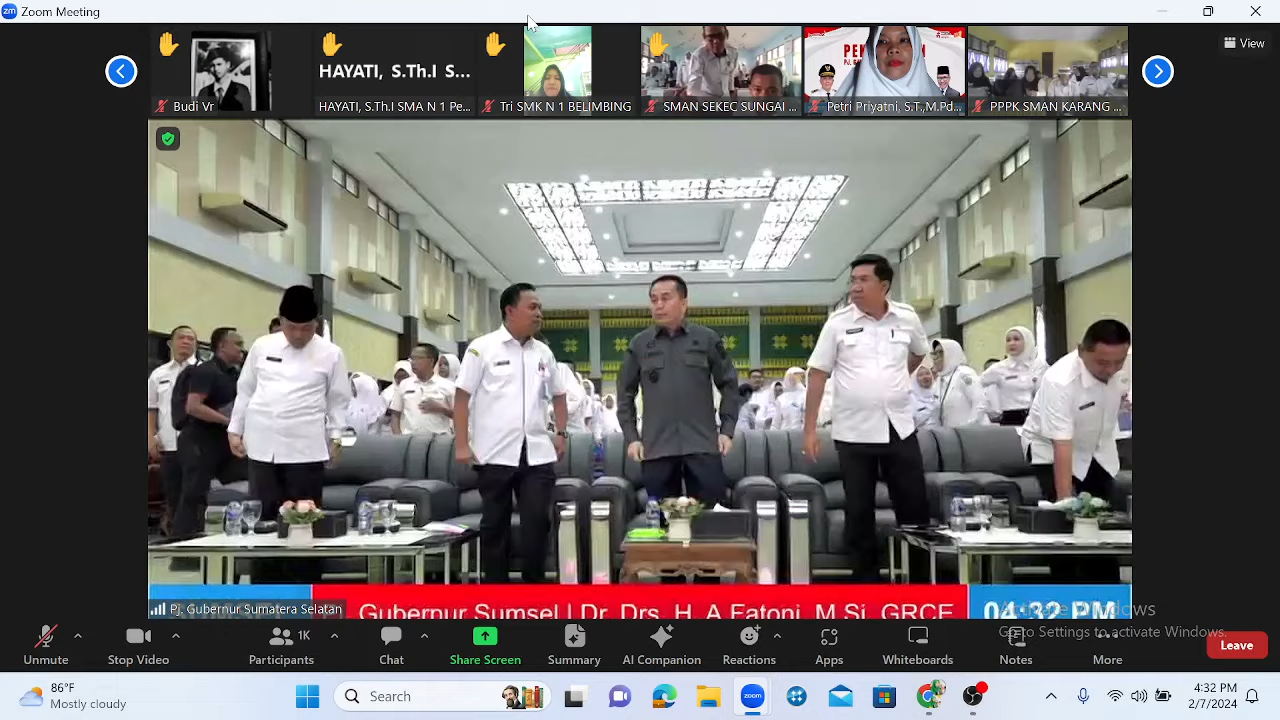 Zoom Meeting
View
HAYATI, S.Th.I S...
Budi Vr
HAYATI, S.Th.I SMA N 1 Pe...
Tri SMK N 1 BELIMBING
SMAN SEKEC SUNGAI ...
Petri Priyatni, S.T,M.Pd...
PPPK SMAN KARANG ...
Pj. Gubernur Sumatera Selatan
Gubernur Sumsel | Dr. Drs. H. A Fatoni, M.Si, GRCE
04:32 PM
Activate Windows
Go to Settings to activate Windows.
1K
Unmute
Stop Video
Participants
Chat
Share Screen
Summary
AI Companion
Reactions
Apps
Whiteboards
Notes
More
Leave
86°F
Mostly cloudy
Search
zoom
4:32 PM
2/7/2024